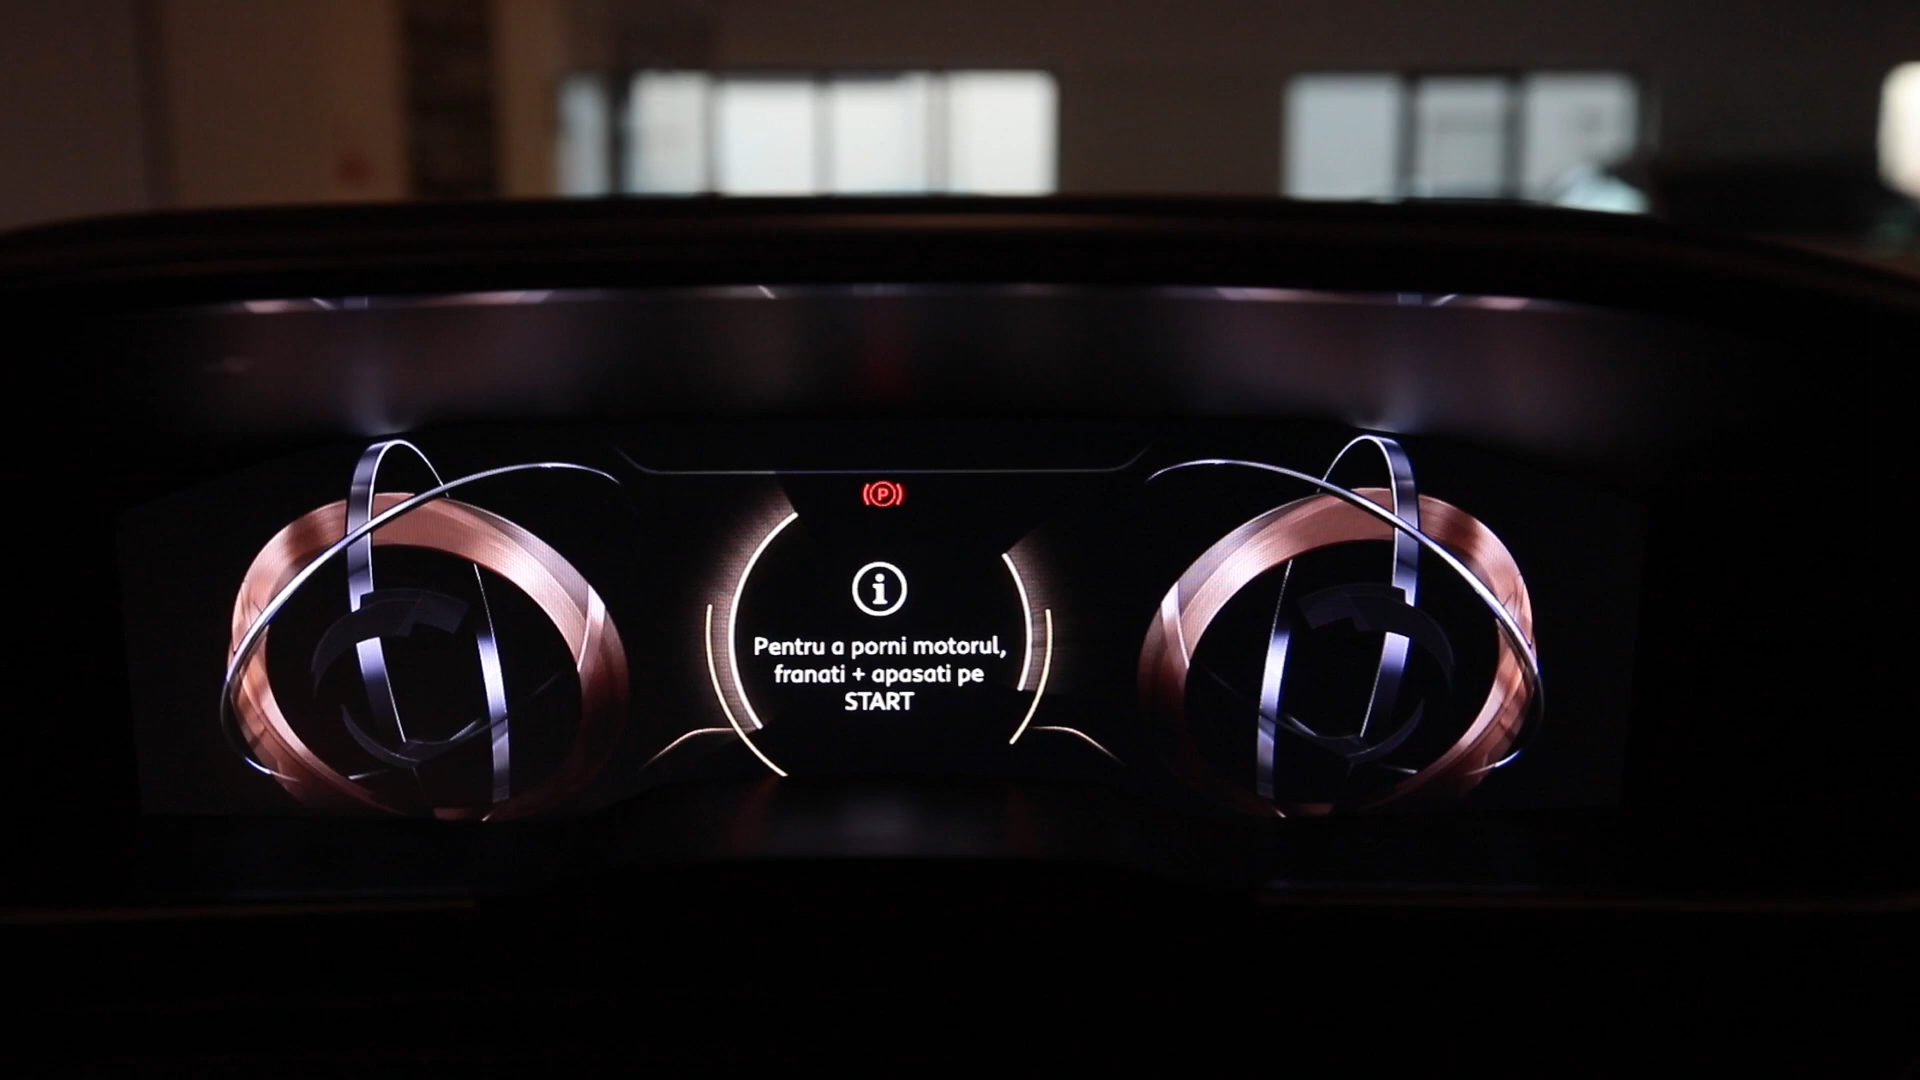 P
i
Pentru a porni motorul,
franati + apasati pe
START